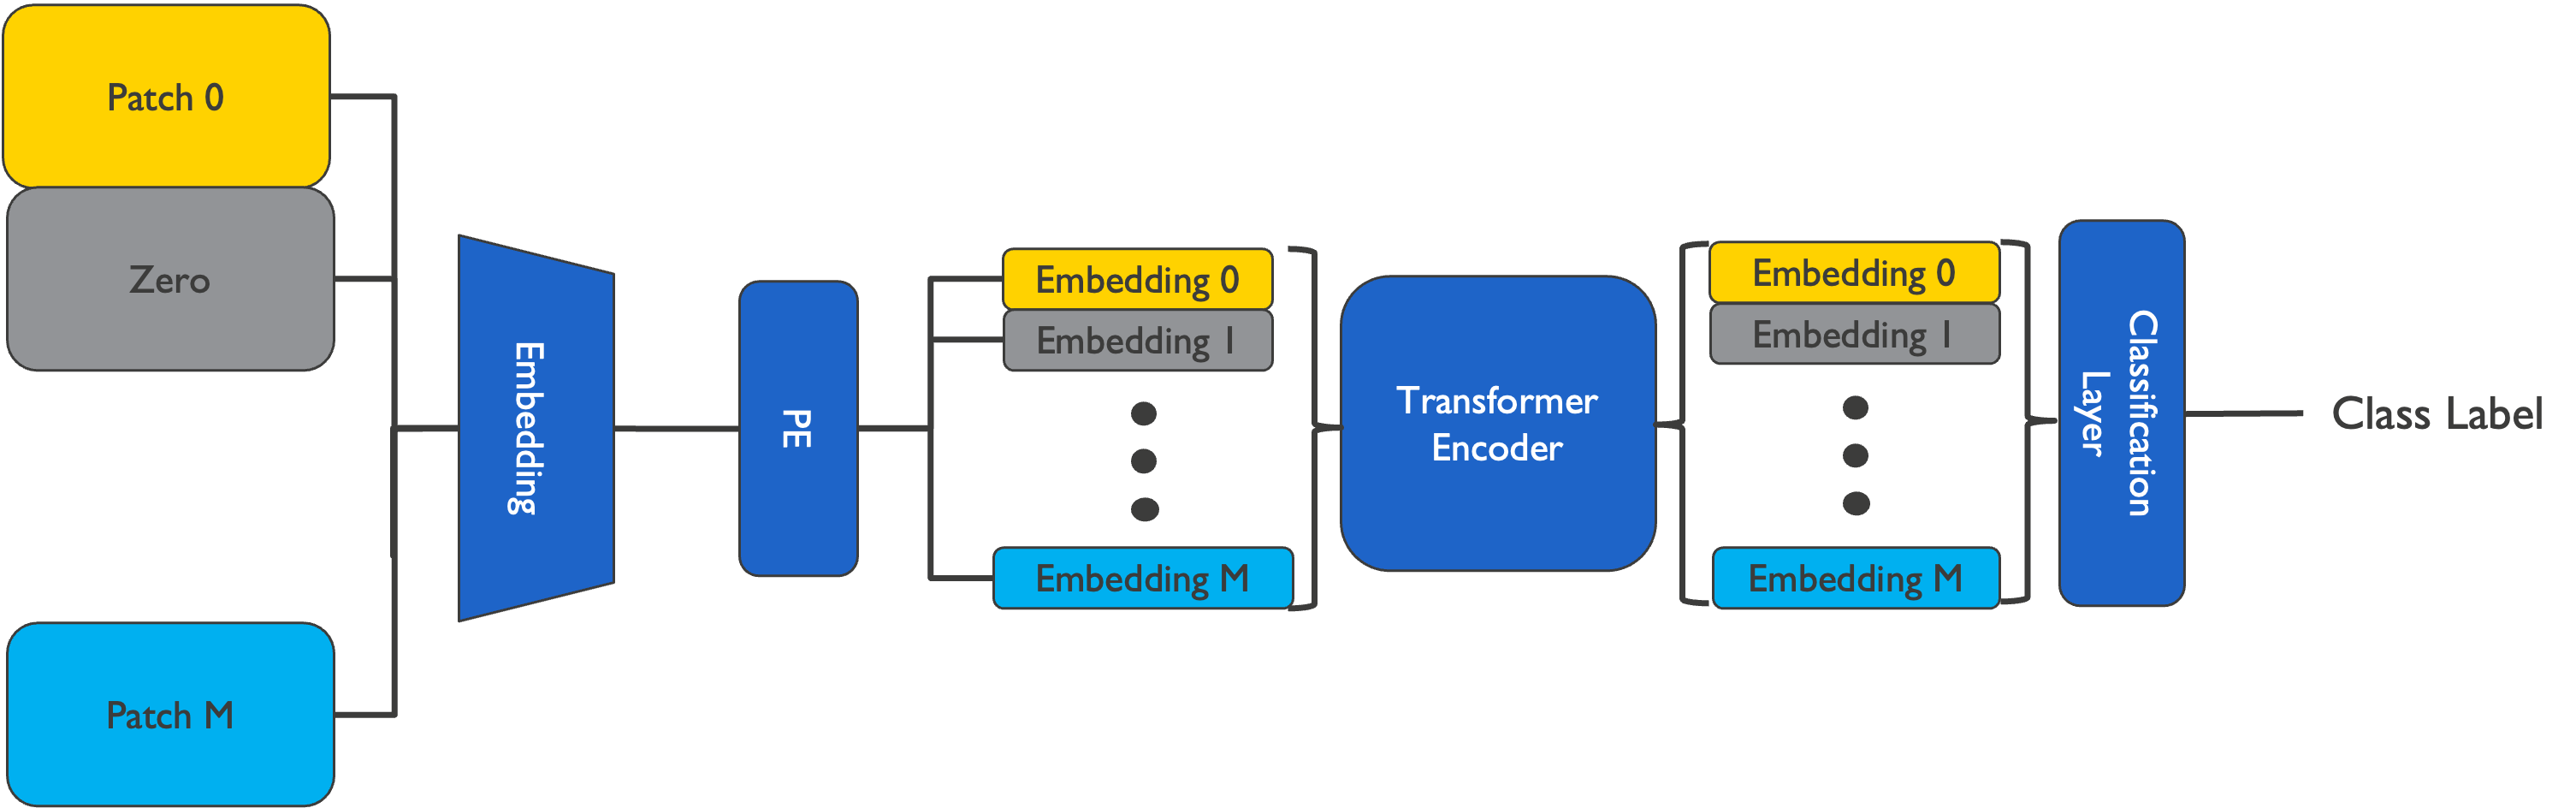 Patch 0
Zero
Patch M
Embedding
PE
Embedding 0
Embedding 1
Embedding M
Transformer
Encoder
Embedding 0
Embedding 1
Embedding M
Classification
Layer
Class Label